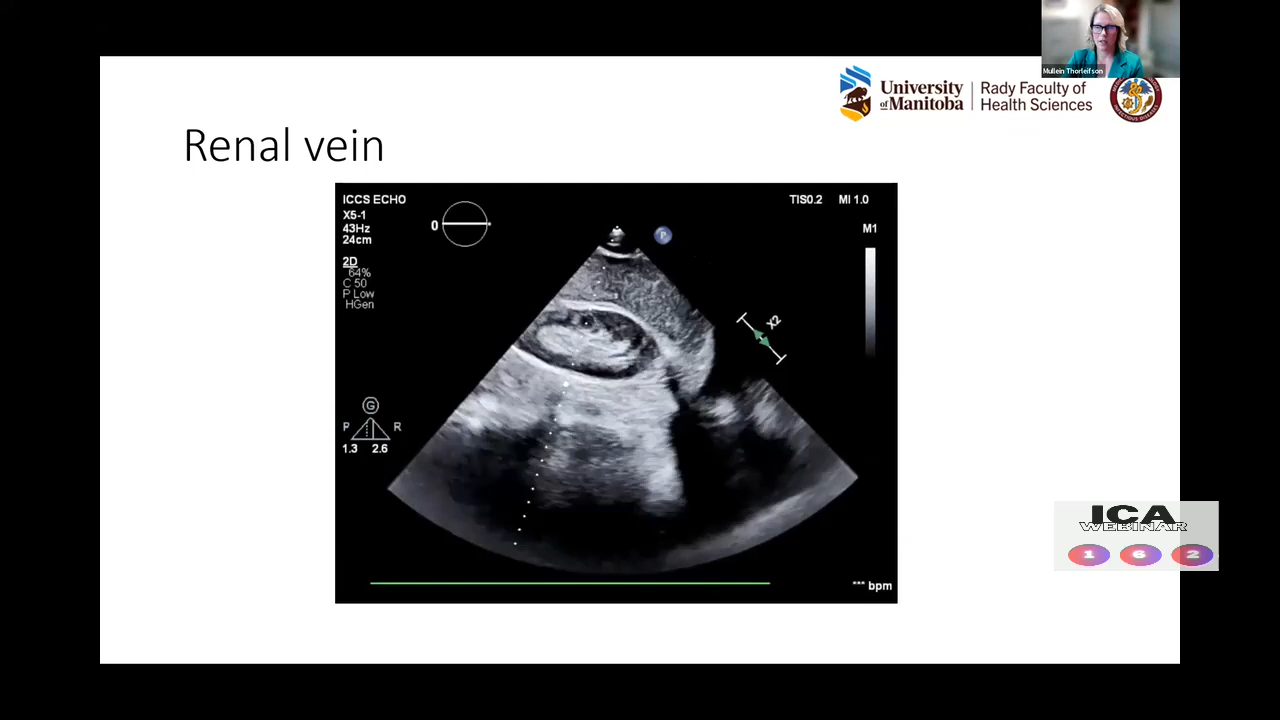 Mullein Thorleifson
University
of Manitoba
Rady Faculty of
Health Sciences
Renal vein
ICCS ECHO
X5-1
43Hz
24cm
2D
64%
C 50
P Low
HGen
0
P
TIS0.2 MI 1.0
M1
X2
G
P R
1.3 2.6
*** bpm
ICA
WEBINAR
1 6 2